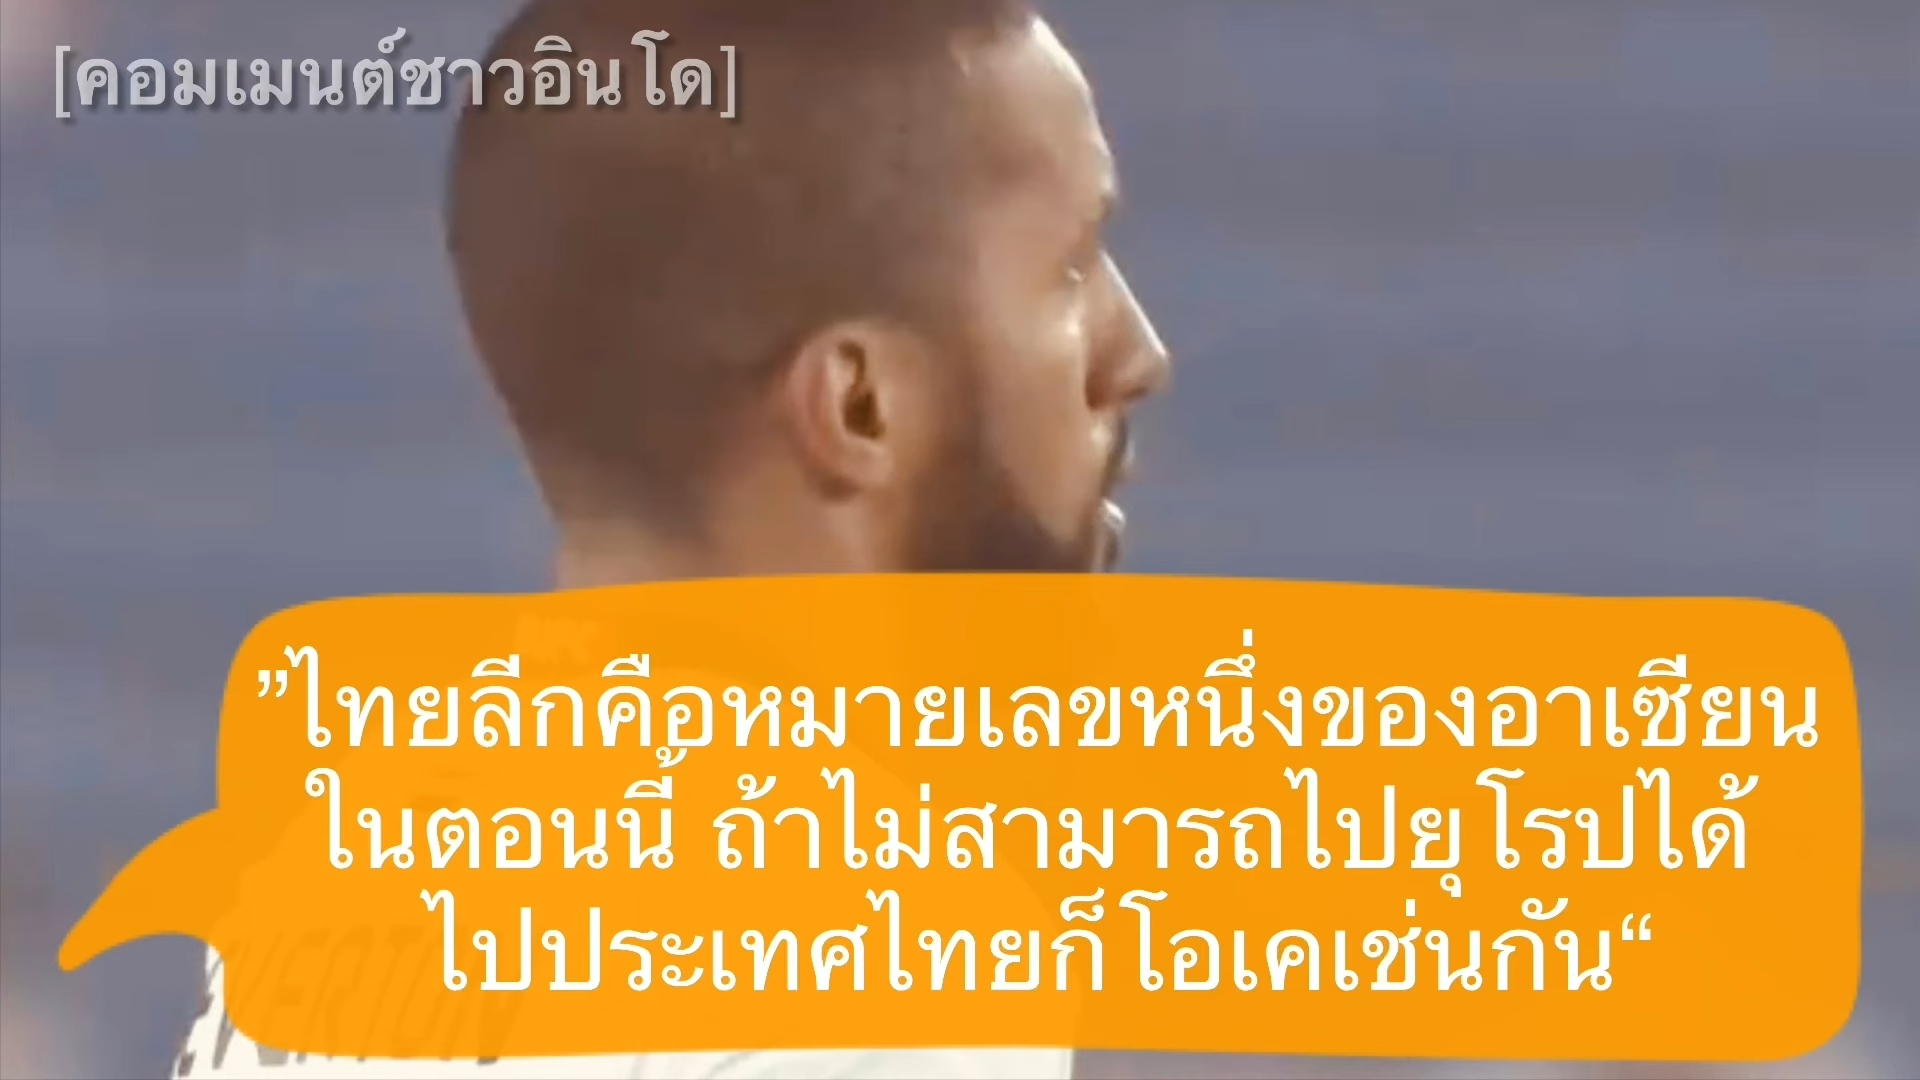 [คอมเมนต์ชาวอินโด]
"ไทยลีกคือหมายเลขหนึ่งของอาเซียน
ในตอนนี้ ถ้าไม่สามารถไปยุโรปได้
ไปประเทศไทยก็โอเคเช่นกัน“